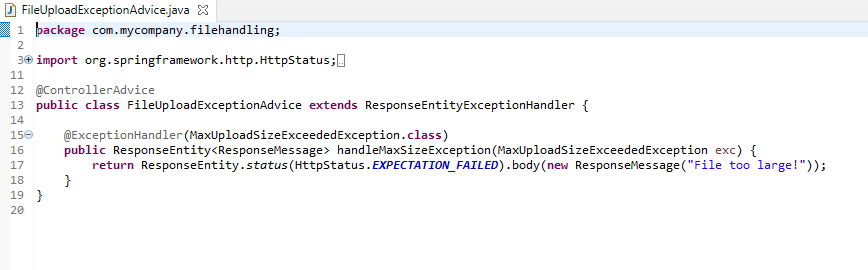 FileUploadExceptionAdvice.java
1 package com.mycompany.filehandling;
2
3 import org.springframework.http.HttpStatus;
11
12 @ControllerAdvice
13 public class FileUploadExceptionAdvice extends ResponseEntityExceptionHandler {
14
15 @ExceptionHandler(MaxUploadSizeExceededException.class)
16 public ResponseEntity<ResponseMessage> handleMaxSizeException(MaxUploadSizeExceededException exc) {
17 return ResponseEntity.status(HttpStatus.EXPECTATION_FAILED).body(new ResponseMessage("File too large!"));
18 }
19 }
20